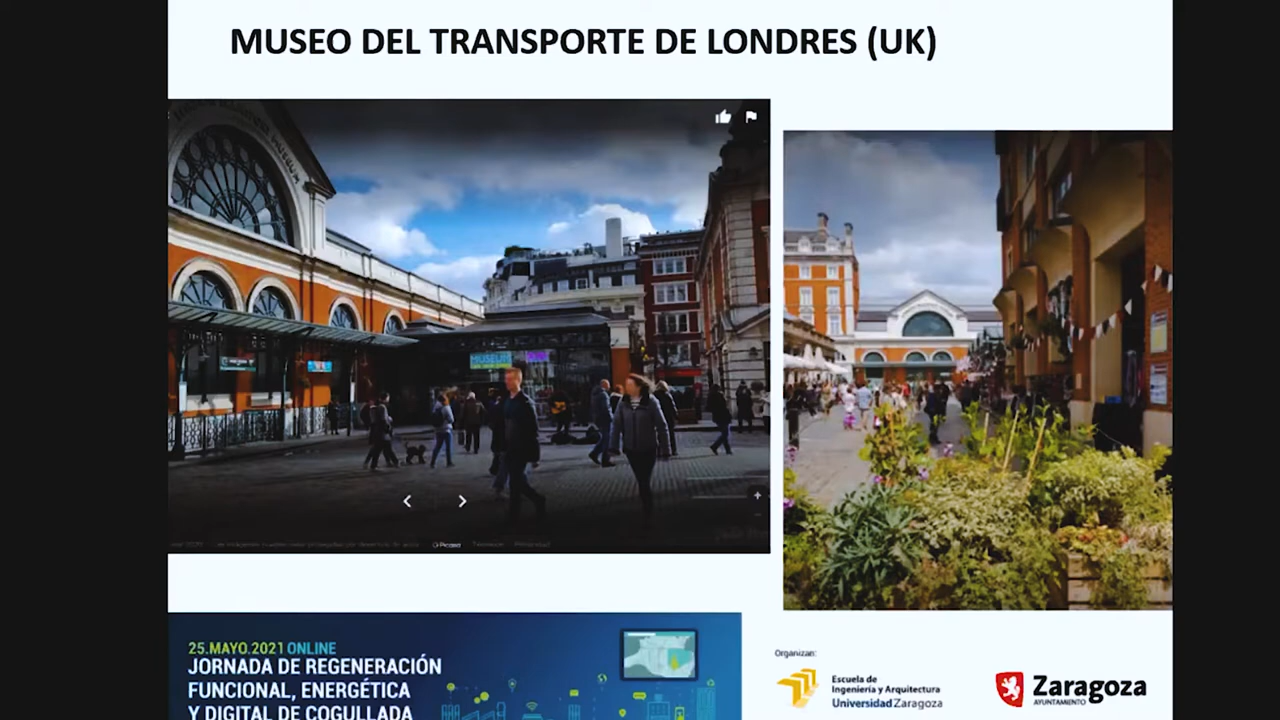 MUSEO DEL TRANSPORTE DE LONDRES (UK)
MUSEUM
25.MAYO.2021 ONLINE
JORNADA DE REGENERACIÓN
FUNCIONAL, ENERGÉTICA
Y DIGITAL DE COGULLADA
Organizan:
Escuela de
Ingeniería y Arquitectura
Universidad Zaragoza
Zaragoza
AYUNTAMIENTO